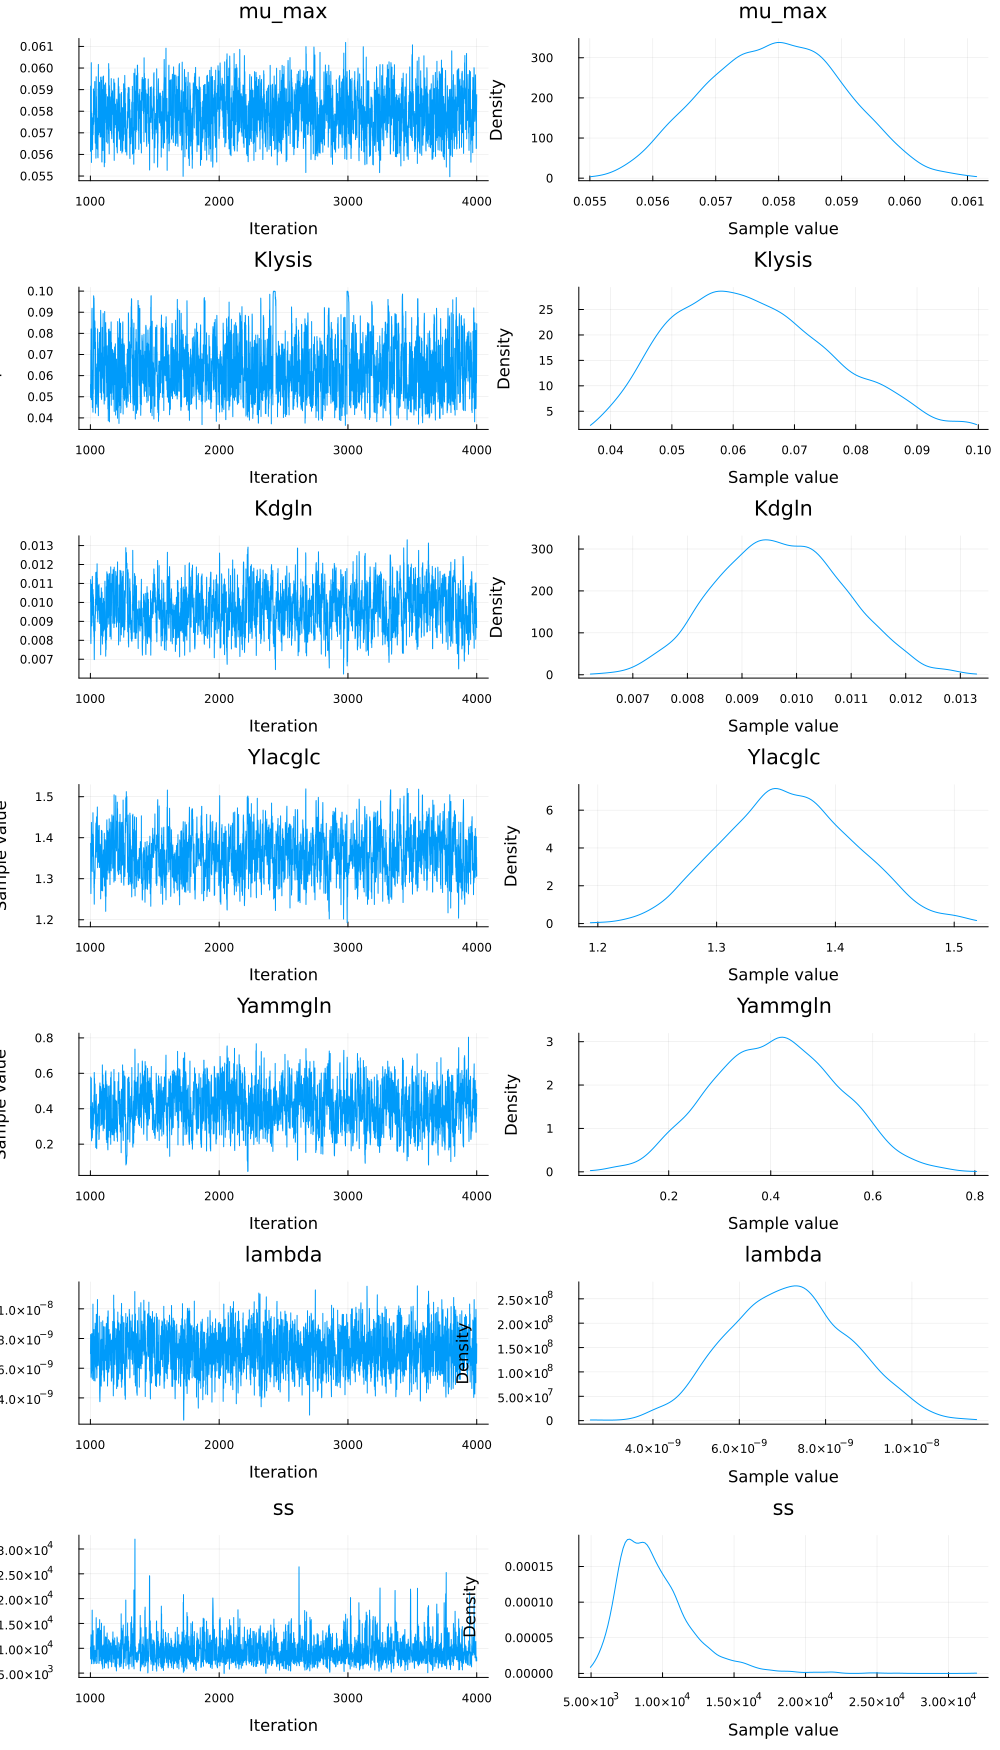 mu_max mu_max
0.061
0.060
0.059
0.058
0.057
0.056
0.055
1000 2000 3000 4000
Iteration
Density
300
200
100
0
0.055 0.056 0.057 0.058 0.059 0.060 0.061
Sample value
Klysis Klysis
0.10
0.09
0.08
0.07
0.06
0.05
0.04
1000 2000 3000 4000
Iteration
Density
25
20
15
10
5
0.04 0.05 0.06 0.07 0.08 0.09 0.10
Sample value
Kdgln Kdgln
0.013
0.012
0.011
0.010
0.009
0.008
0.007
1000 2000 3000 4000
Iteration
Density
300
200
100
0
0.007 0.008 0.009 0.010 0.011 0.012 0.013
Sample value
Ylacglc Ylacglc
Sample value
1.5
1.4
1.3
1.2
1000 2000 3000 4000
Iteration
Density
6
4
2
0
1.2 1.3 1.4 1.5
Sample value
Yammgln Yammgln
Sample value
0.8
0.6
0.4
0.2
1000 2000 3000 4000
Iteration
Density
3
2
1
0
0.2 0.4 0.6 0.8
Sample value
lambda lambda
1.0×10⁻⁸
8.0×10⁻⁹
6.0×10⁻⁹
4.0×10⁻⁹
1000 2000 3000 4000
Iteration
Density
2.50×10⁸
2.00×10⁸
1.50×10⁸
1.00×10⁸
5.00×10⁷
0
4.0×10⁻⁹ 6.0×10⁻⁹ 8.0×10⁻⁹ 1.0×10⁻⁸
Sample value
ss ss
3.00×10⁴
2.50×10⁴
2.00×10⁴
1.50×10⁴
1.00×10⁴
5.00×10³
1000 2000 3000 4000
Iteration
Density
0.00015
0.00010
0.00005
0.00000
5.00×10³ 1.00×10⁴ 1.50×10⁴ 2.00×10⁴ 2.50×10⁴ 3.00×10⁴
Sample value